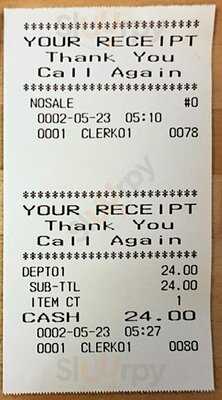 ************************
YOUR RECEIPT
Thank You
Call Again
************************
NOSALE #0
0002-05-23 05:10
0001 CLERK01 0078
************************
YOUR RECEIPT
Thank You
Call Again
************************
DEPT01 24.00
SUB-TTL 24.00
ITEM CT 1
CASH 24.00
0002-05-23 05:27
0001 CLERK01 0080
Slurrpy